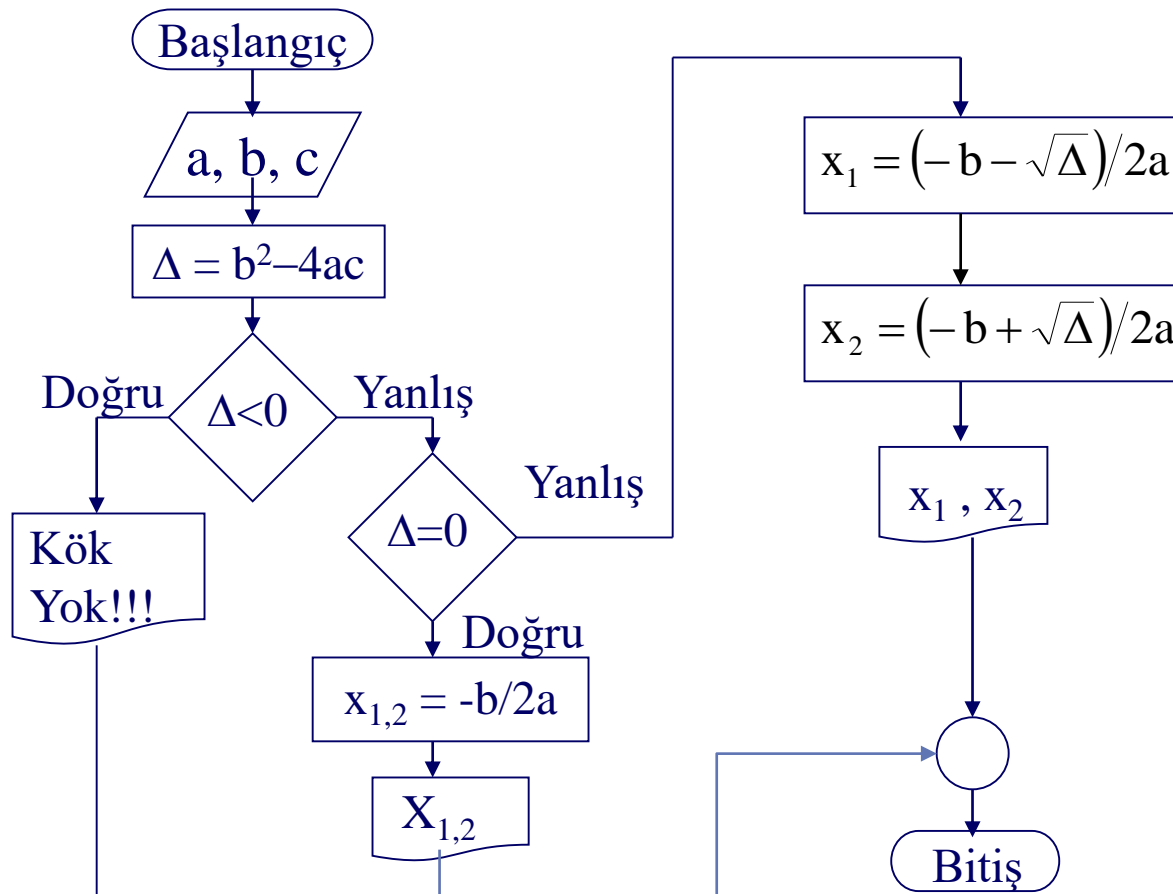 Başlangıç
a, b, c
Δ = b²–4ac
Doğru
Δ<0
Yanlış
Kök
Yok!!!
Δ=0
Yanlış
Doğru
x₁,₂ = -b/2a
X₁,₂
x₁ = (– b – √Δ)/2a
x₂ = (– b + √Δ)/2a
x₁ , x₂
Bitiş